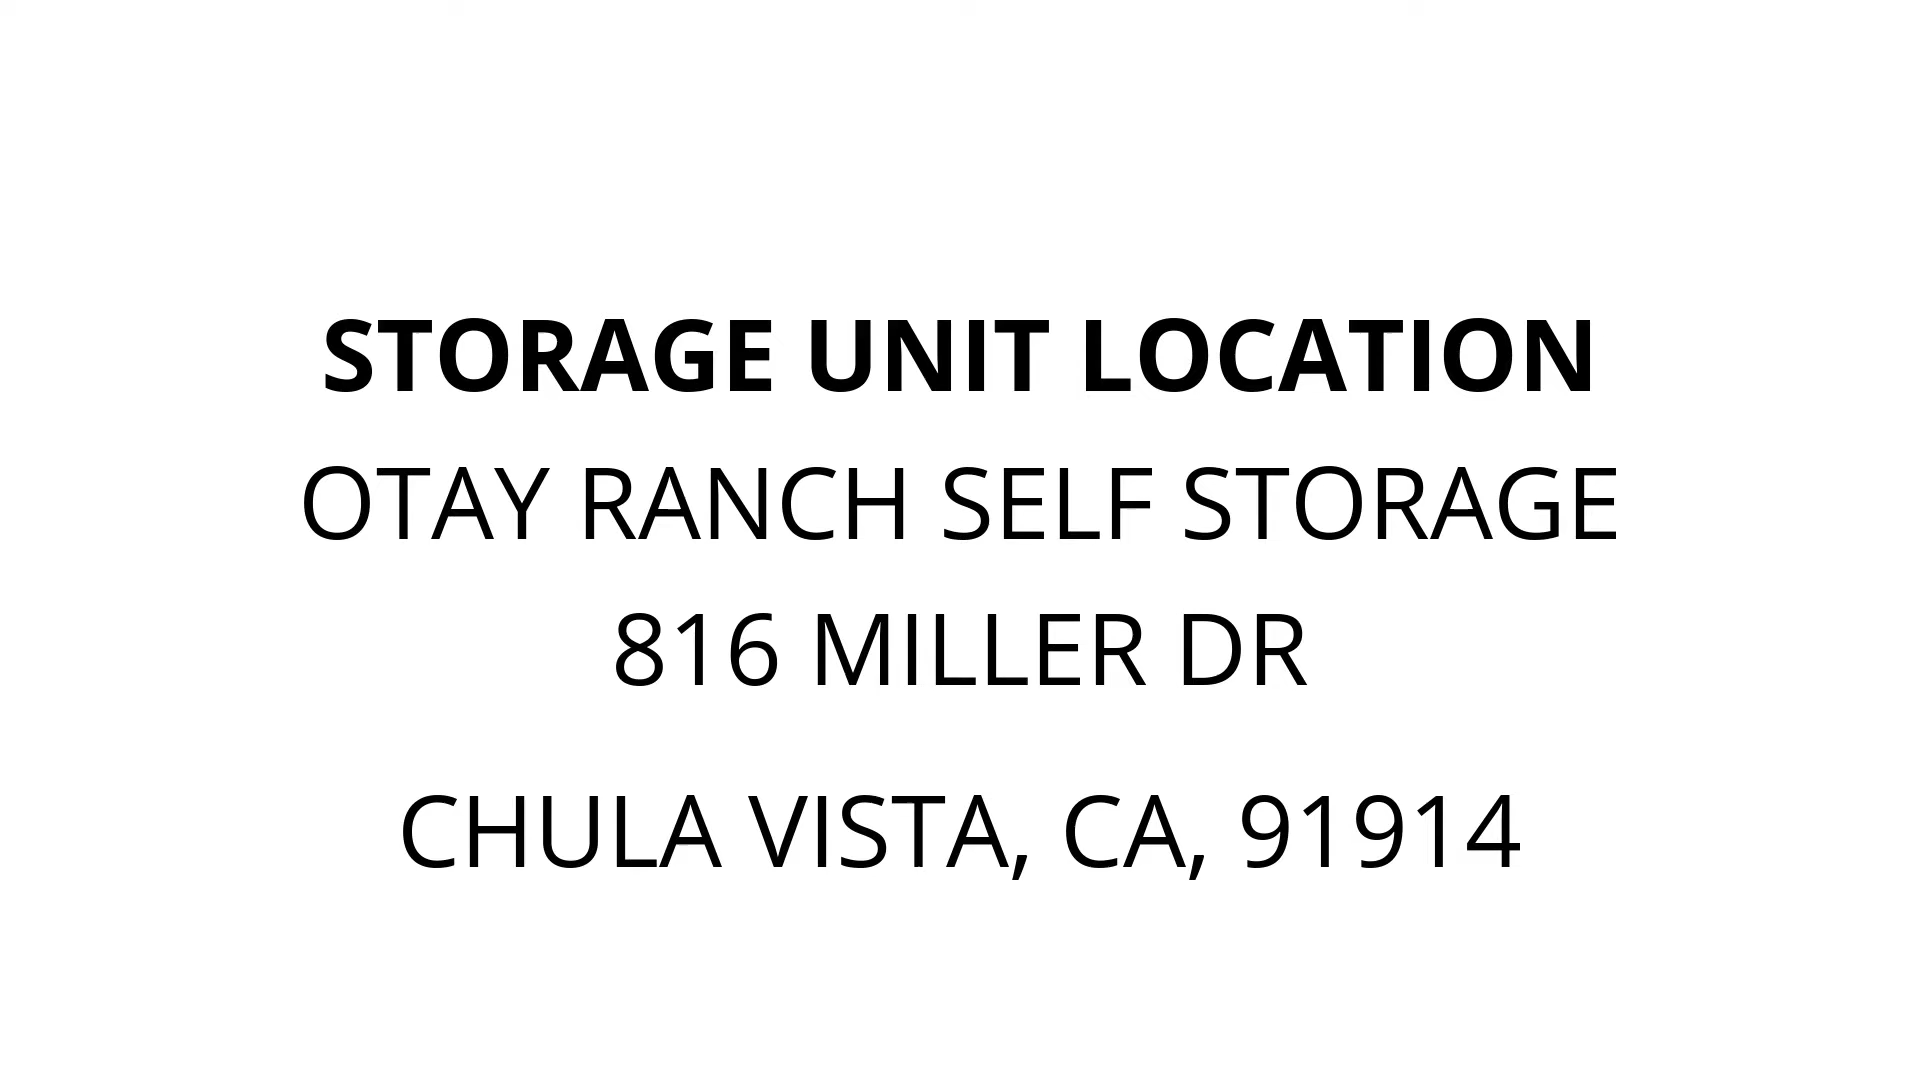 STORAGE UNIT LOCATION
OTAY RANCH SELF STORAGE
816 MILLER DR
CHULA VISTA, CA, 91914